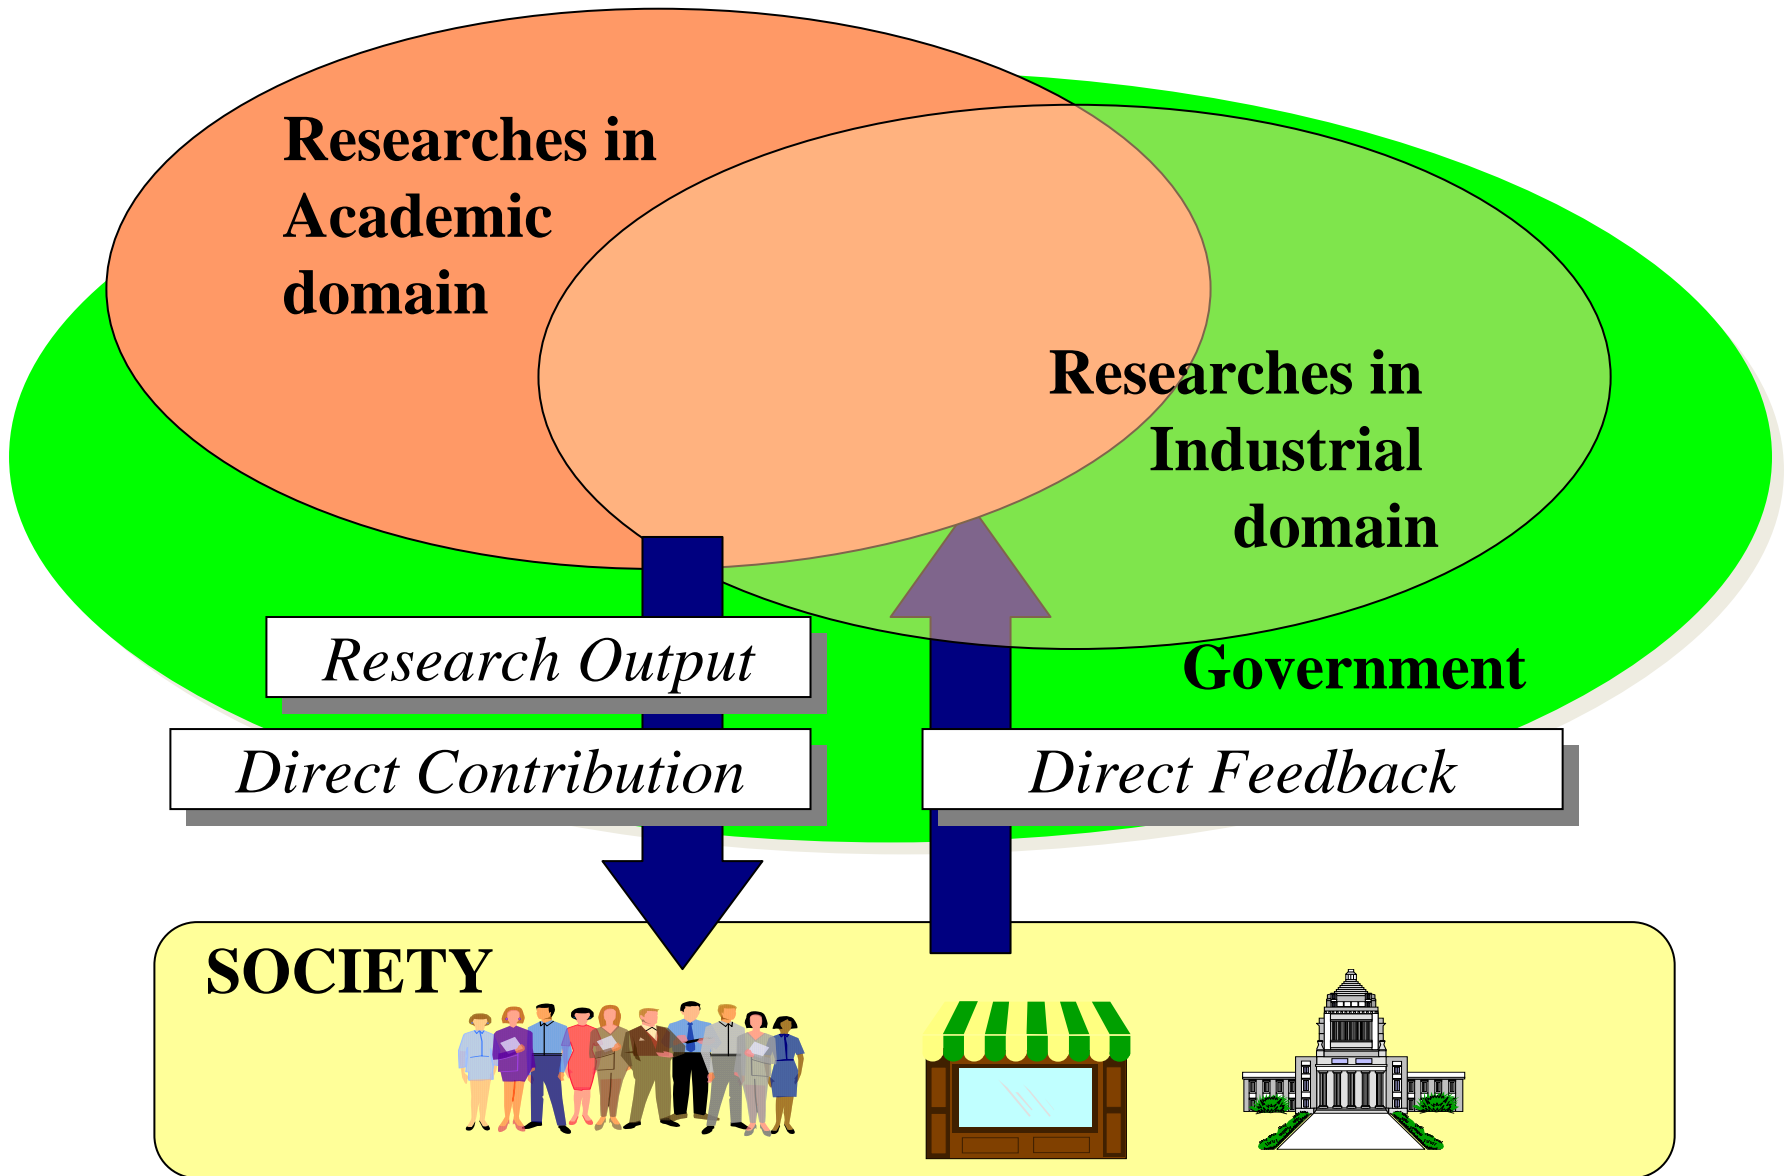 Researches in
Academic
domain
Researches in
Industrial
domain
Research Output
Government
Direct Contribution
Direct Feedback
SOCIETY